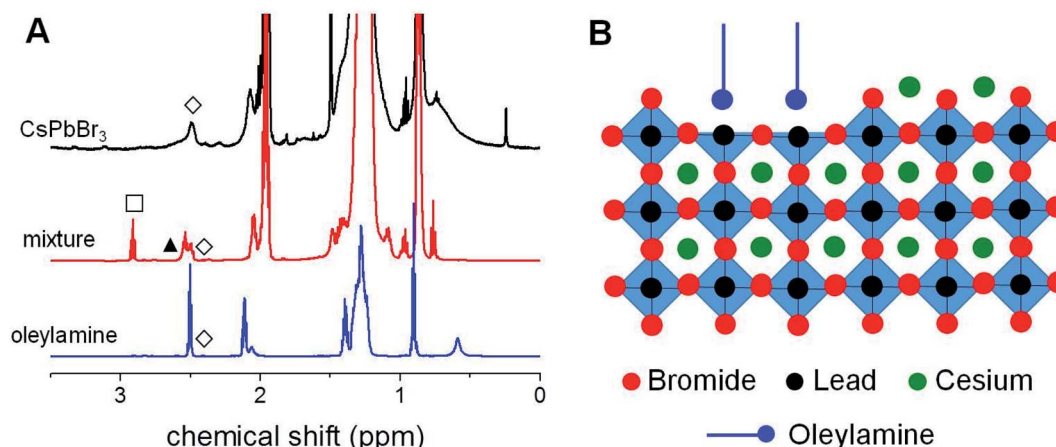 A
CsPbBr₃
mixture
oleylamine
3 2 1 0
chemical shift (ppm)
B
Bromide Lead Cesium
Oleylamine